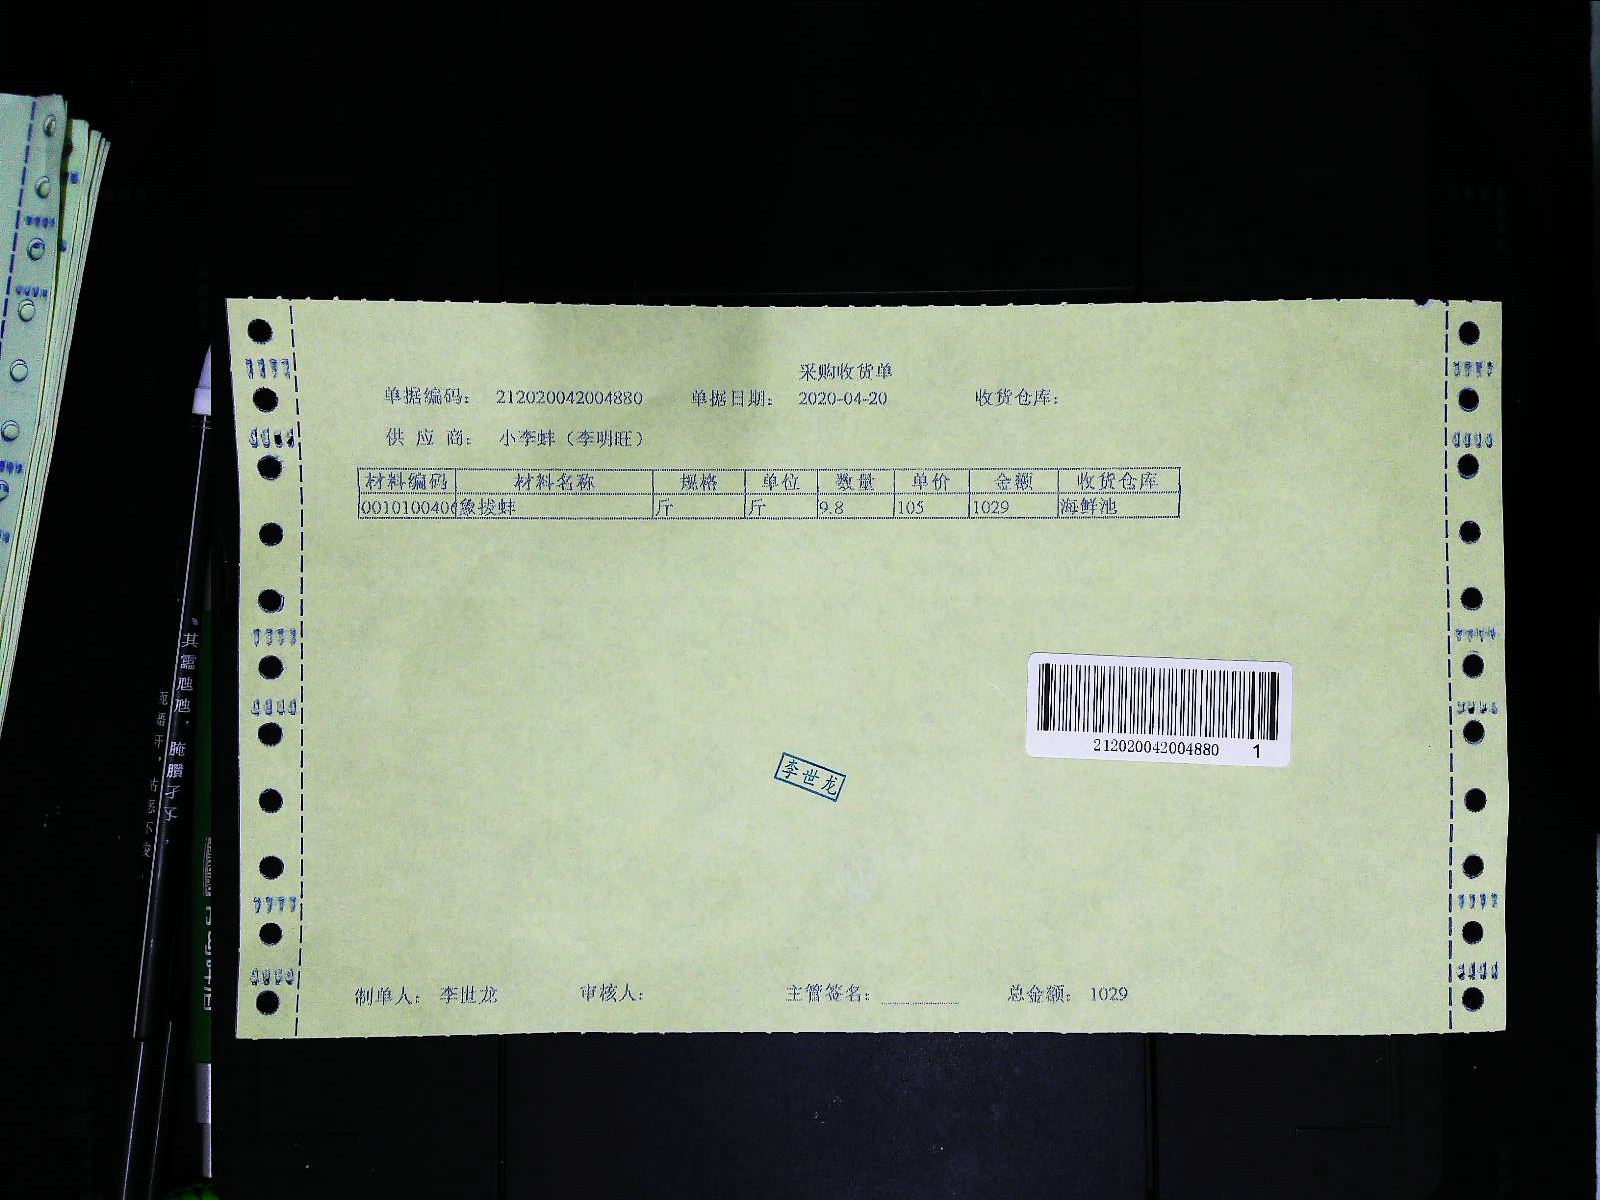 采购收货单
单据编码： 212020042004880 单据日期： 2020-04-20 收货仓库：
供 应 商： 小李蚌（李明旺）
材料编码 材料名称 规格 单位 数量 单价 金额 收货仓库
0010100400 象拔蚌 斤 斤 9.8 105 1029 海鲜池
212020042004880 1
李世龙
制单人： 李世龙 审核人： 主管签名： 总金额： 1029